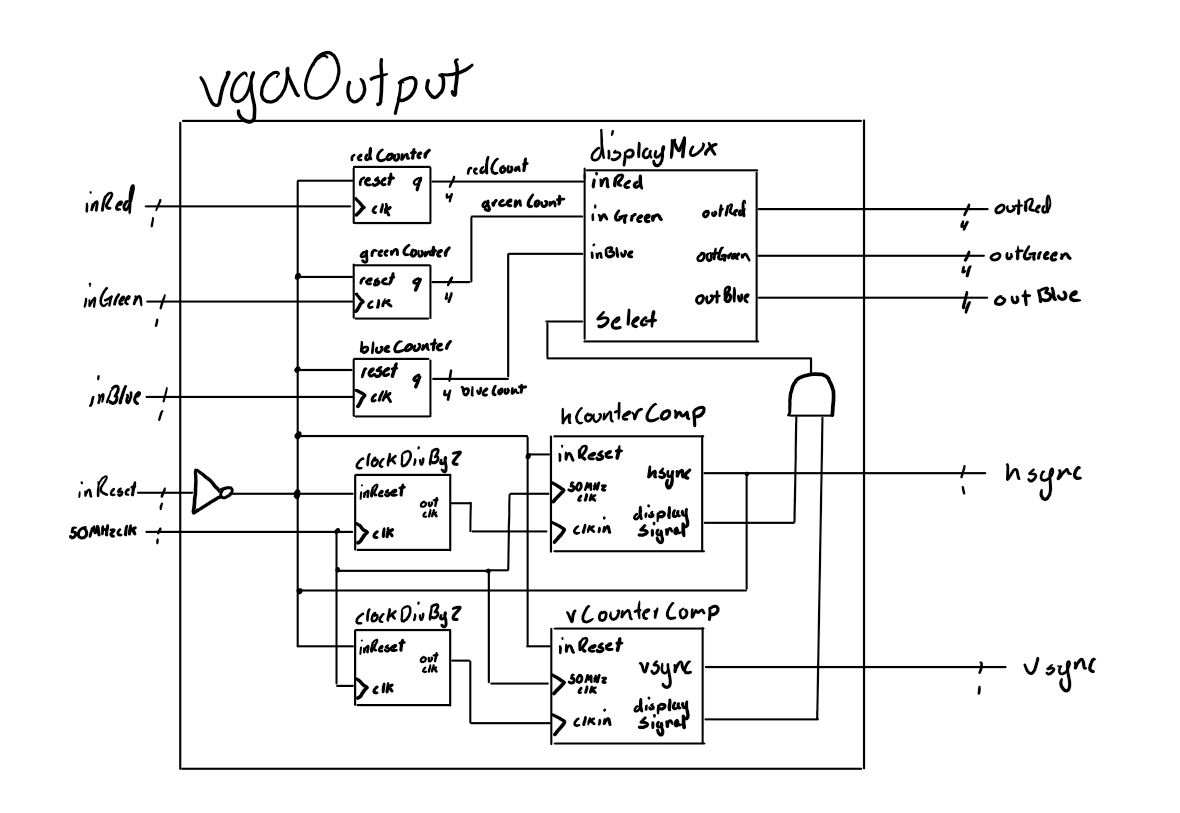 vgaOutput
inRed
1
inGreen
1
inBlue
1
inReset
1
50MHzclk
1
redCounter
reset q
clk
4
redCount
greenCounter
reset q
clk
4
greenCount
blueCounter
reset q
clk
4
blueCount
displayMux
inRed
inGreen
inBlue
Select
outRed
outGreen
outBlue
4
outRed
4
outGreen
4
outBlue
clockDivBy2
inReset
out
clk
clk
hCounterComp
inReset
50MHz
clk
clkin
hsync
display
signal
1
hsync
clockDivBy2
inReset
out
clk
clk
vCounterComp
inReset
50MHz
clk
clkin
vsync
display
signal
1
vsync